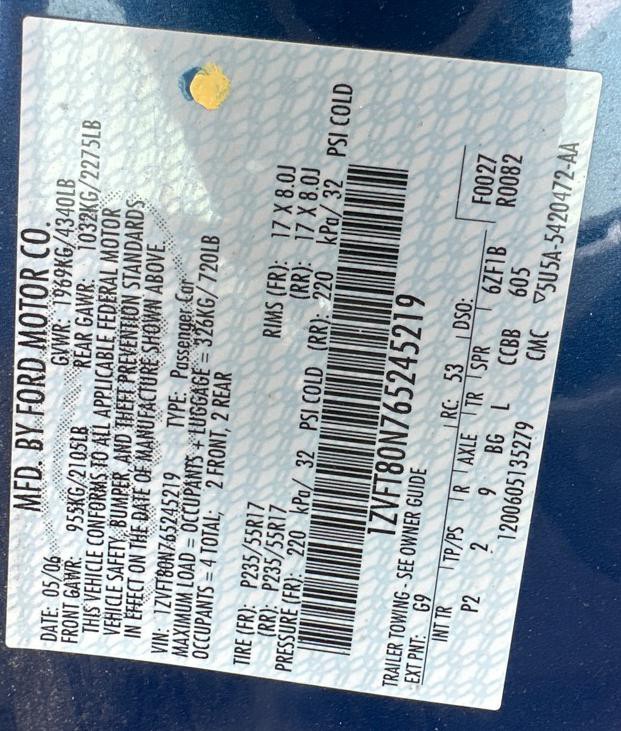 MFD. BY FORD MOTOR CO.
DATE: 05/06 GVWR: 1969KG/4340LB
FRONT GAWR: 955KG/2105LB REAR GAWR: 1032KG/2275LB
THIS VEHICLE CONFORMS TO ALL APPLICABLE FEDERAL MOTOR
VEHICLE SAFETY, BUMPER, AND THEFT PREVENTION STANDARDS
IN EFFECT ON THE DATE OF MANUFACTURE SHOWN ABOVE.
VIN: 1ZVFT80N765245219 TYPE: Passenger Car
MAXIMUM LOAD = OCCUPANTS + LUGGAGE = 326KG/ 720LB
OCCUPANTS = 4 TOTAL: 2 FRONT, 2 REAR
TIRE (FR): P235/55R17 RIMS (FR): 17 X 8.0J
(RR): P235/55R17 (RR): 17 X 8.0J
PRESSURE (FR): 220 kPa/ 32 PSI COLD (RR): 220 kPa/ 32 PSI COLD
1ZVFT80N765245219
TRAILER TOWING - SEE OWNER GUIDE
EXT PNT: G9 RC: 53 DSO: F0027
R0082
INT TR TP/PS R AXLE TR SPR 6ZF1B
P2 2 9 BG L CCBB 605
1200605135279 CMC ▽5U5A-5420472-AA